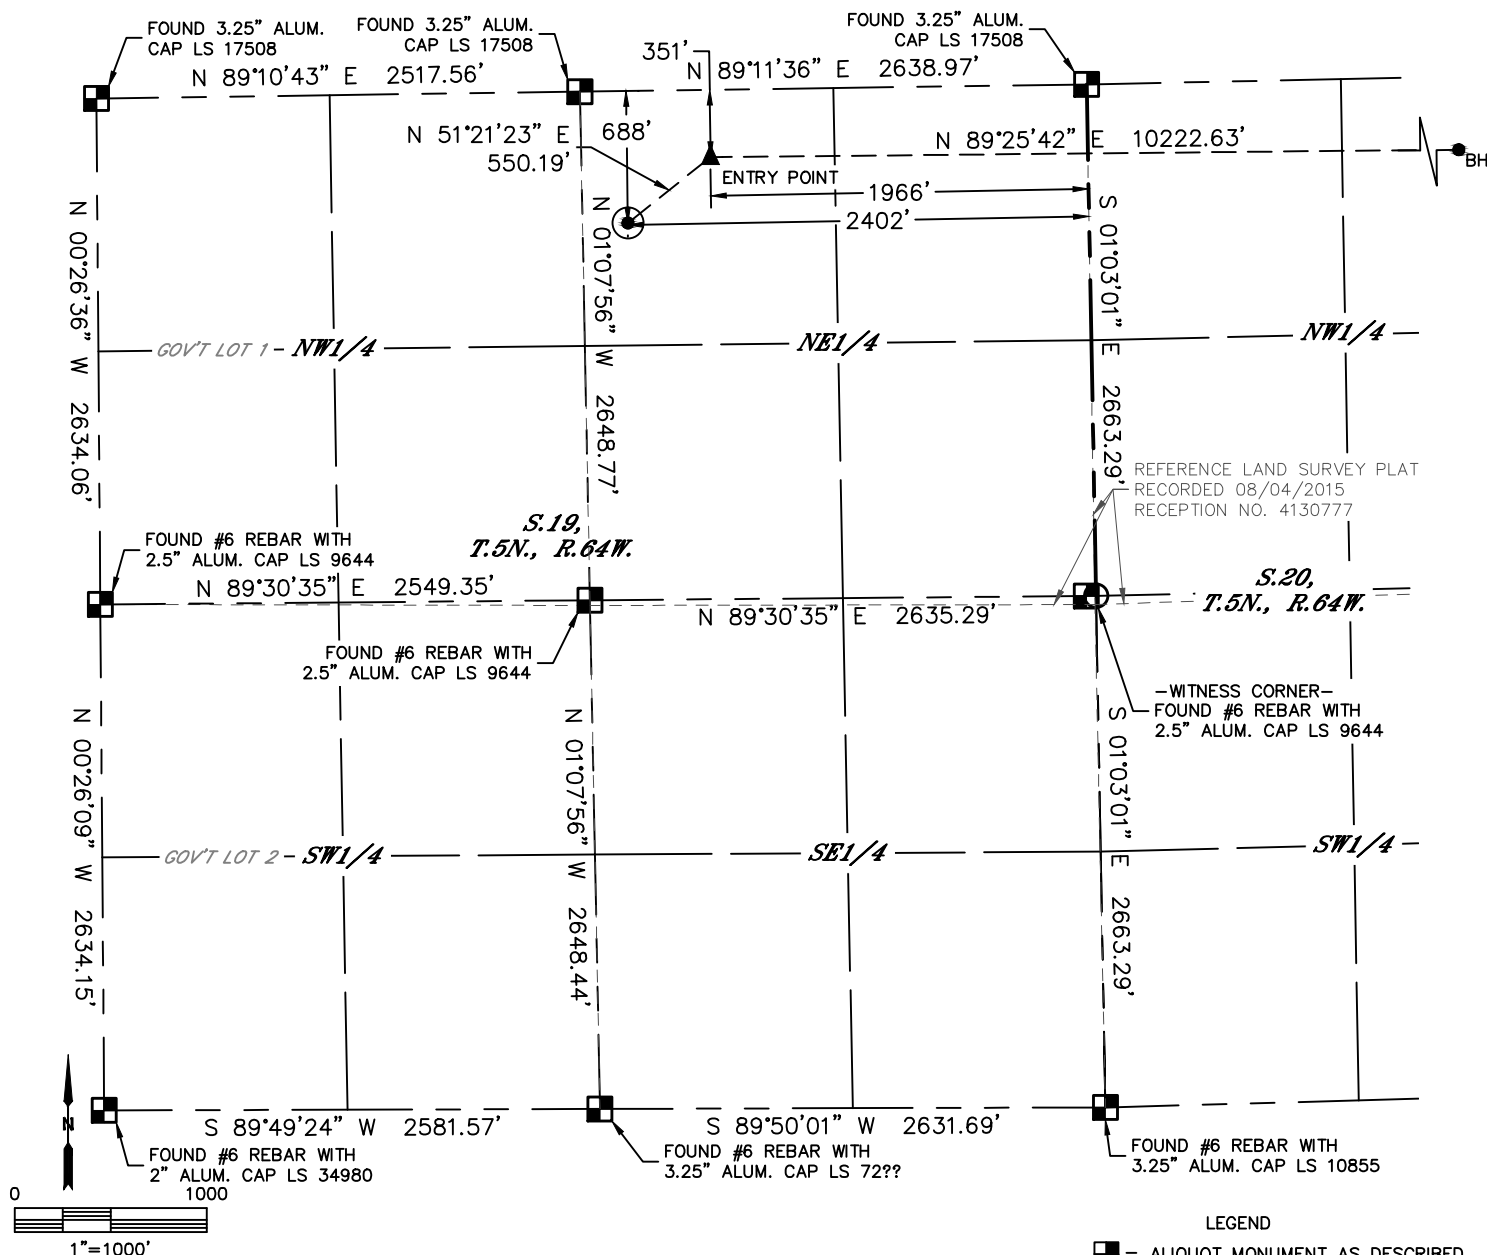 FOUND 3.25” ALUM.
CAP LS 17508
FOUND 3.25” ALUM.
CAP LS 17508
FOUND 3.25” ALUM.
CAP LS 17508
N 89°10'43” E 2517.56'
351'
N 89°11'36” E 2638.97'
N 51°21'23” E
550.19'
688'
N 89°25'42” E 10222.63'
BH
ENTRY POINT
1966'
2402'
N 00°26'36” W 2634.06'
N 01°07'56” W 2648.77'
S 01°03'01” E 2663.29'
GOV'T LOT 1 - NW1/4
NE1/4
NW1/4
REFERENCE LAND SURVEY PLAT
RECORDED 08/04/2015
RECEPTION NO. 4130777
S.19,
T.5N., R.64W.
FOUND #6 REBAR WITH
2.5” ALUM. CAP LS 9644
N 89°30'35” E 2549.35'
S.20,
T.5N., R.64W.
N 89°30'35” E 2635.29'
FOUND #6 REBAR WITH
2.5” ALUM. CAP LS 9644
-WITNESS CORNER-
FOUND #6 REBAR WITH
2.5” ALUM. CAP LS 9644
N 00°26'09” W 2634.15'
N 01°07'56” W 2648.44'
S 01°03'01” E 2663.29'
GOV'T LOT 2 - SW1/4
SE1/4
SW1/4
N
S 89°49'24” W 2581.57'
S 89°50'01” W 2631.69'
FOUND #6 REBAR WITH
2” ALUM. CAP LS 34980
FOUND #6 REBAR WITH
3.25” ALUM. CAP LS 72??
FOUND #6 REBAR WITH
3.25” ALUM. CAP LS 10855
0 1000
1”=1000'
LEGEND
- ALIQUOT MONUMENT AS DESCRIBED